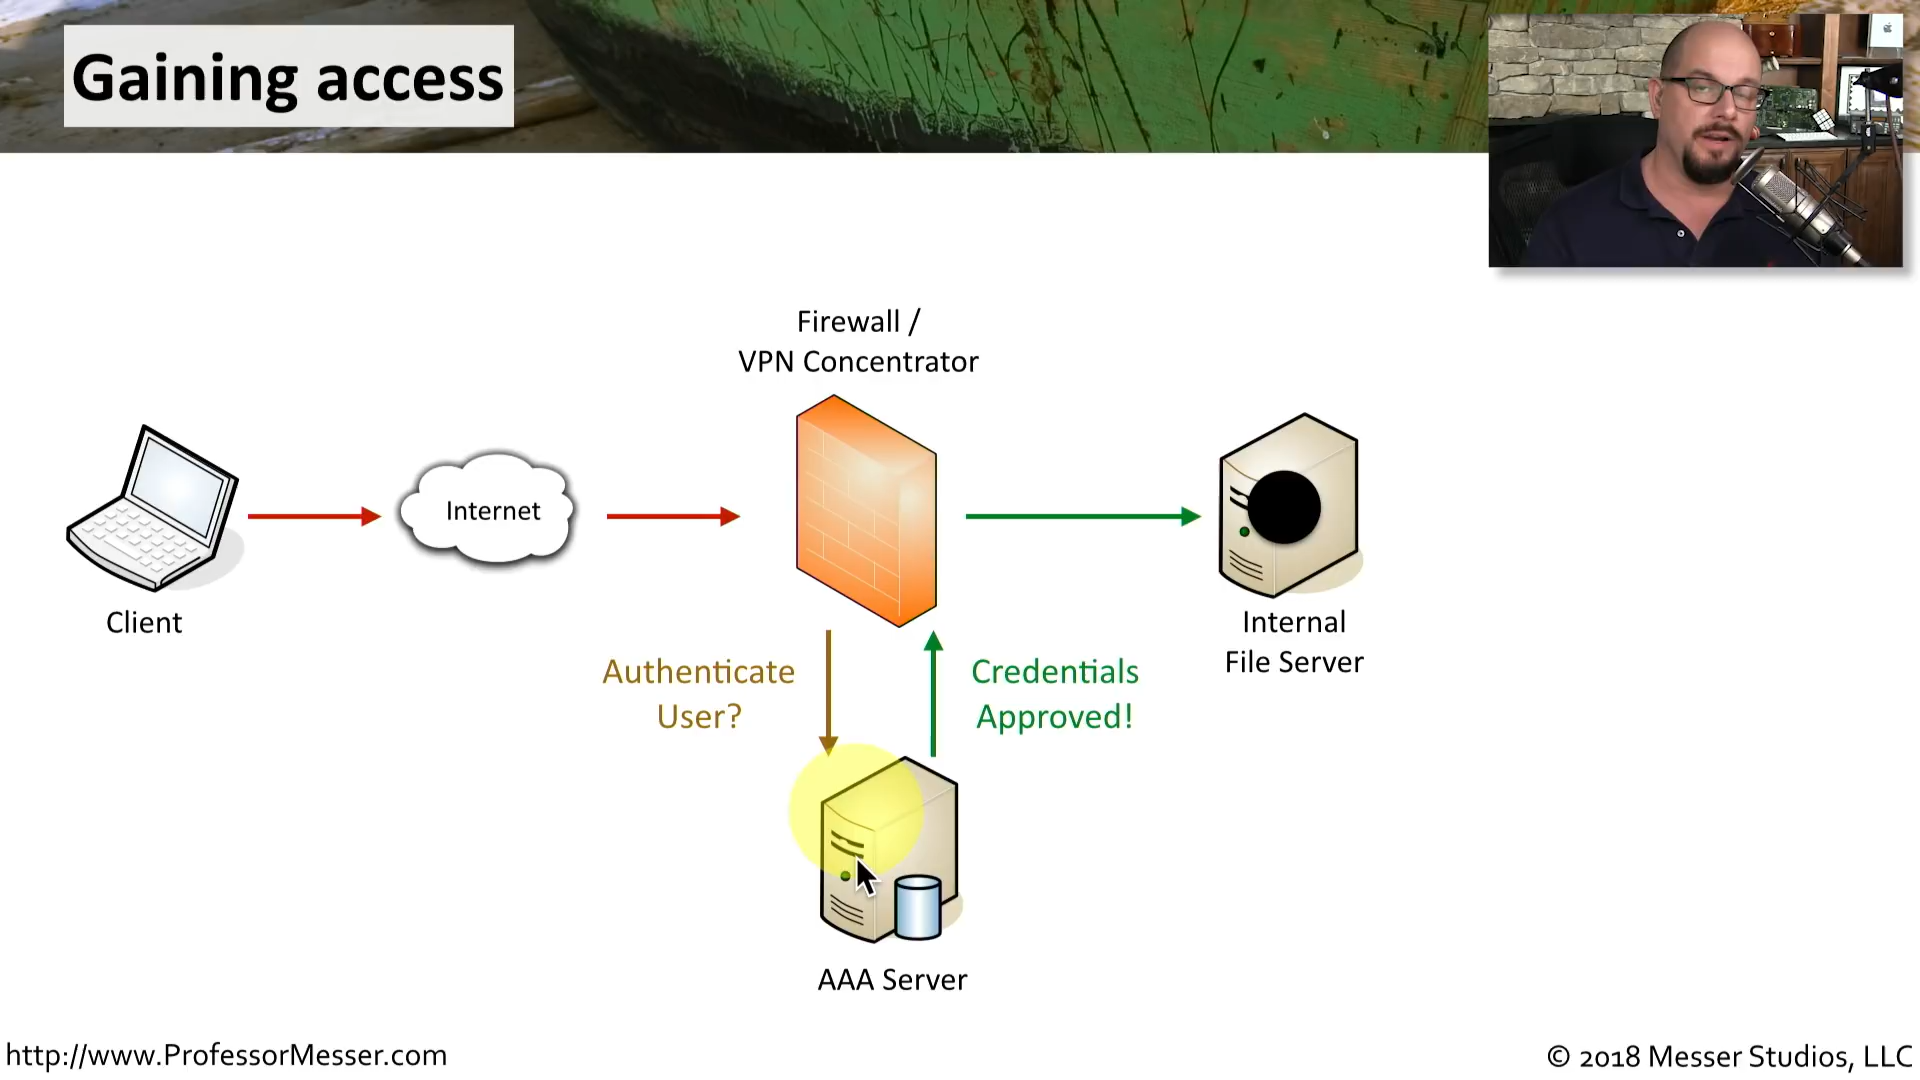 Gaining access
Firewall /
VPN Concentrator
Internet
Client
Internal
File Server
Authenticate
User?
Credentials
Approved!
AAA Server
http://www.ProfessorMesser.com
© 2018 Messer Studios, LLC